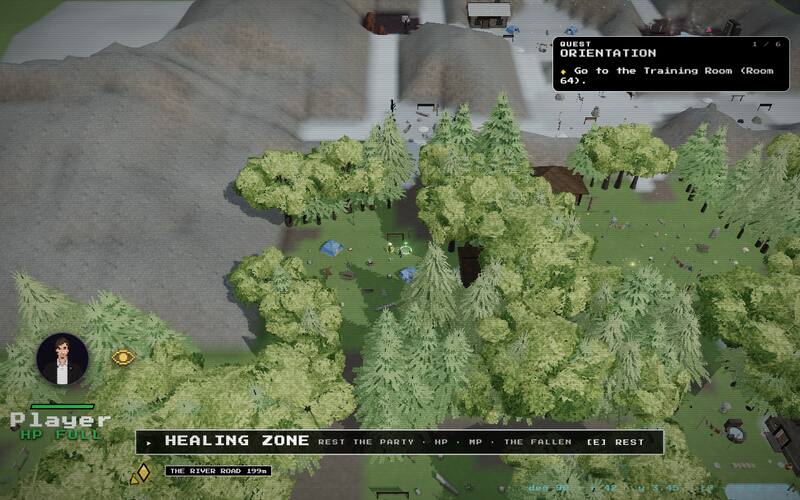 QUEST 1 / 6
ORIENTATION
Go to the Training Room (Room
64).
Player
HP FULL
HEALING ZONE REST THE PARTY · HP · MP · THE FALLEN [E] REST
THE RIVER ROAD 199m